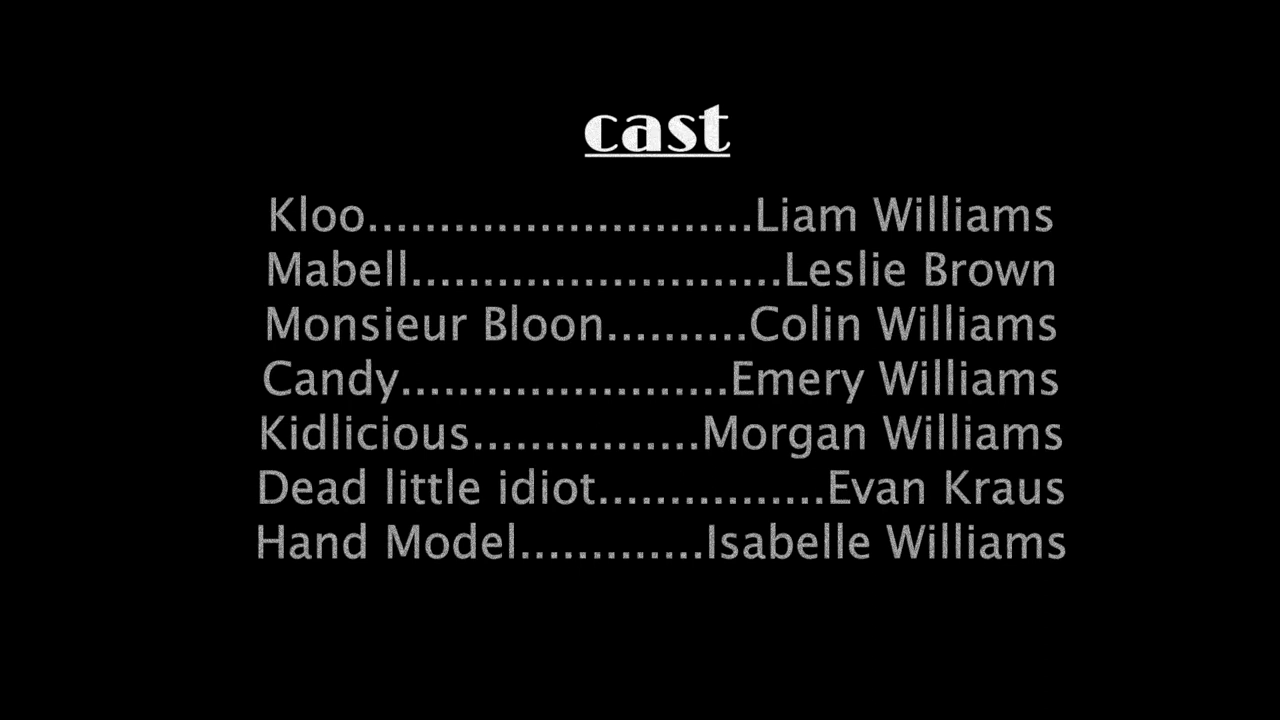 cast
Kloo...........................Liam Williams
Mabell..........................Leslie Brown
Monsieur Bloon..........Colin Williams
Candy.......................Emery Williams
Kidlicious................Morgan Williams
Dead little idiot................Evan Kraus
Hand Model.............Isabelle Williams